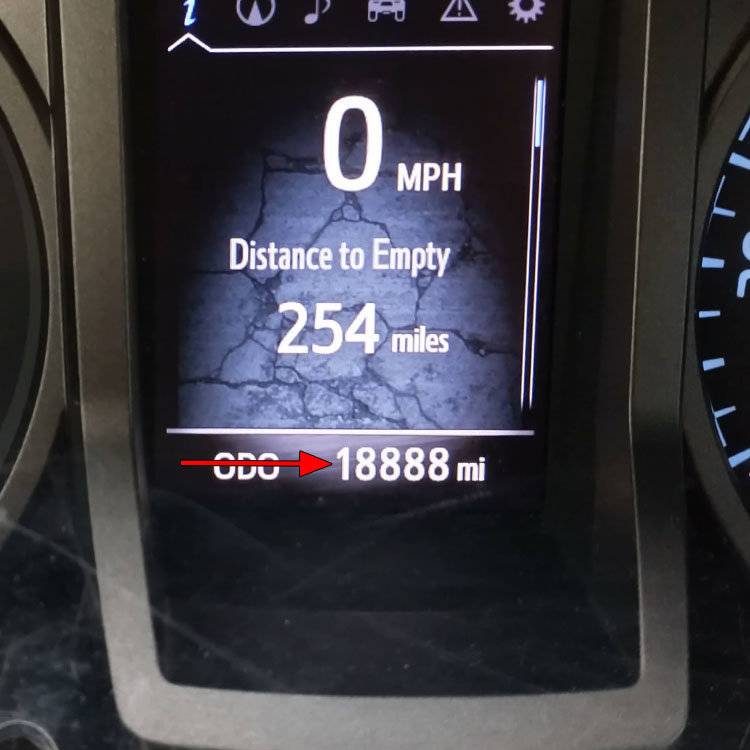 i
0 MPH
Distance to Empty
254 miles
ODO 18888 mi